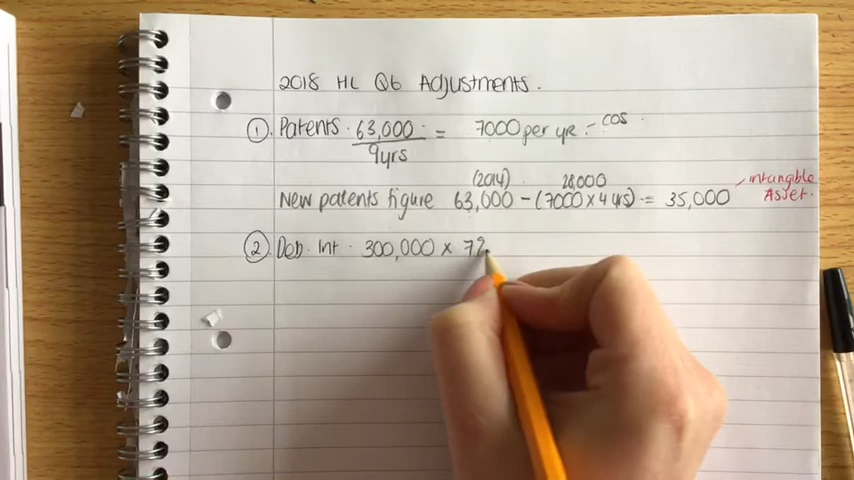 2018 HL Q6 Adjustments.
① Patents. 63,000 = 7000 per yr - cos
9yrs
(2014) 28,000
New patents figure 63,000 - (7000 x 4 yrs) = 35,000 intangible Asset.
② Deb. Int. 300,000 x 7%